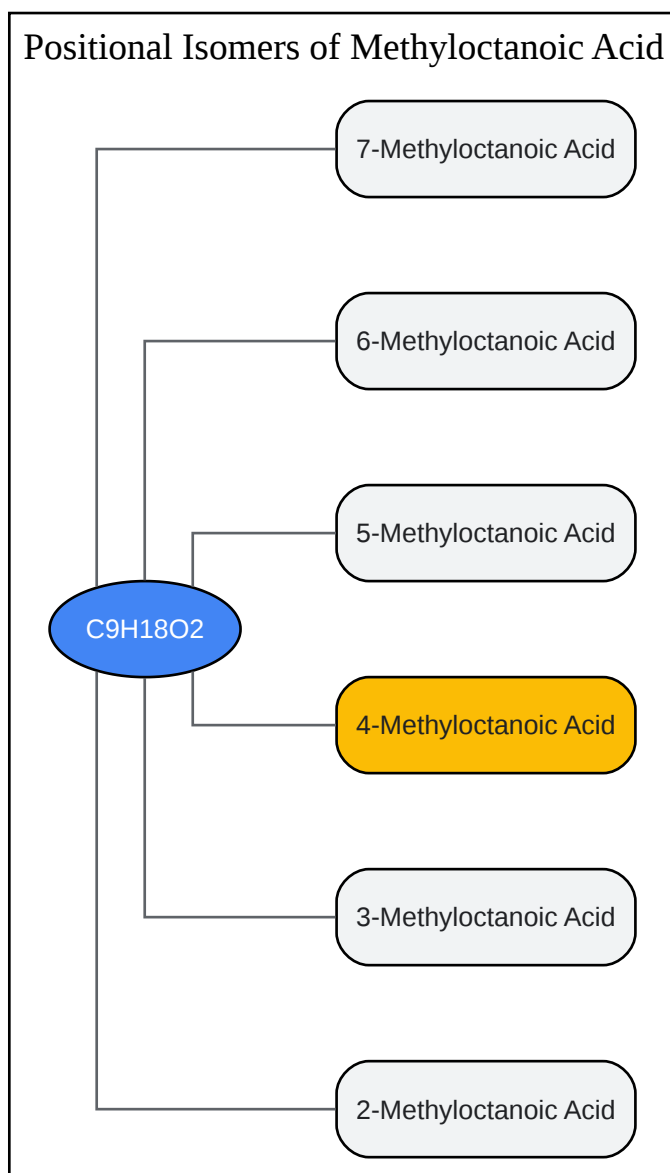 Positional Isomers of Methyloctanoic Acid
7-Methyloctanoic Acid
6-Methyloctanoic Acid
5-Methyloctanoic Acid
C9H18O2
4-Methyloctanoic Acid
3-Methyloctanoic Acid
2-Methyloctanoic Acid